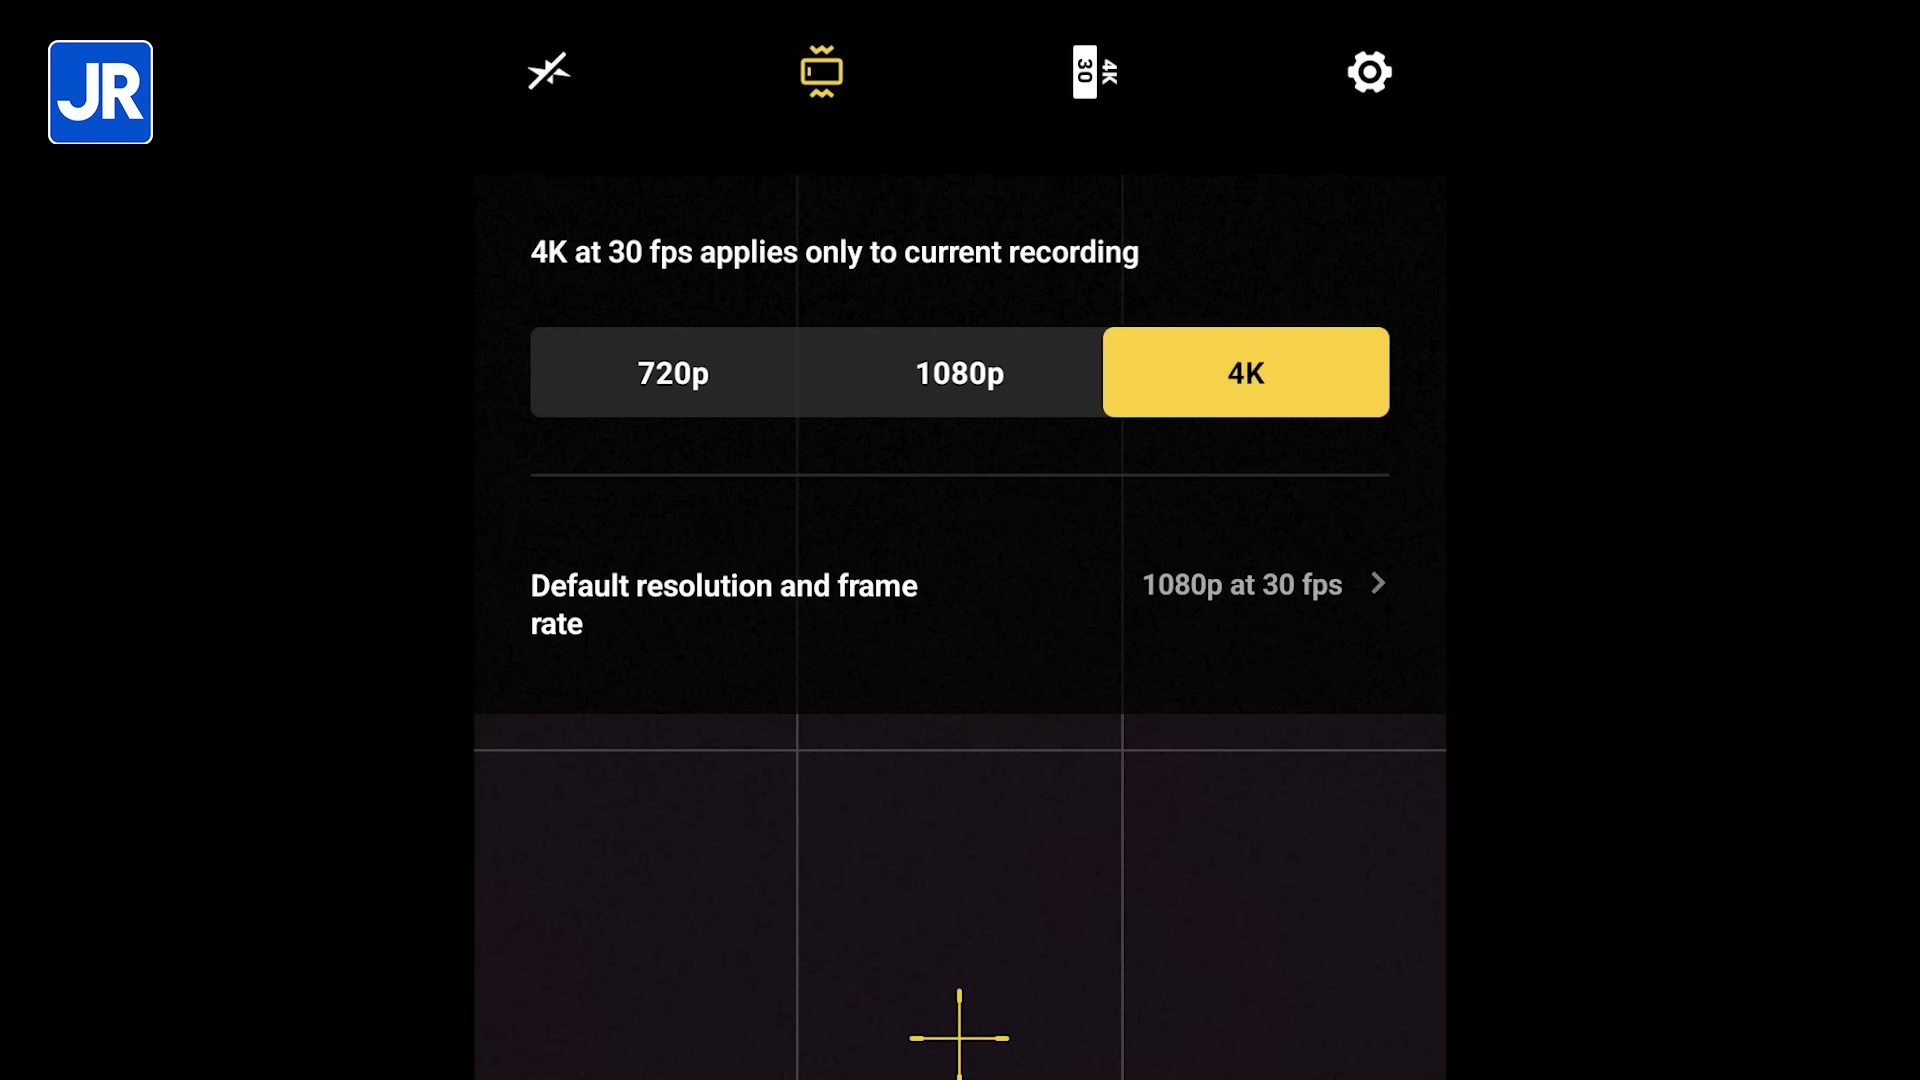 JR
30
4K
4K at 30 fps applies only to current recording
720p
1080p
4K
Default resolution and frame
rate
1080p at 30 fps